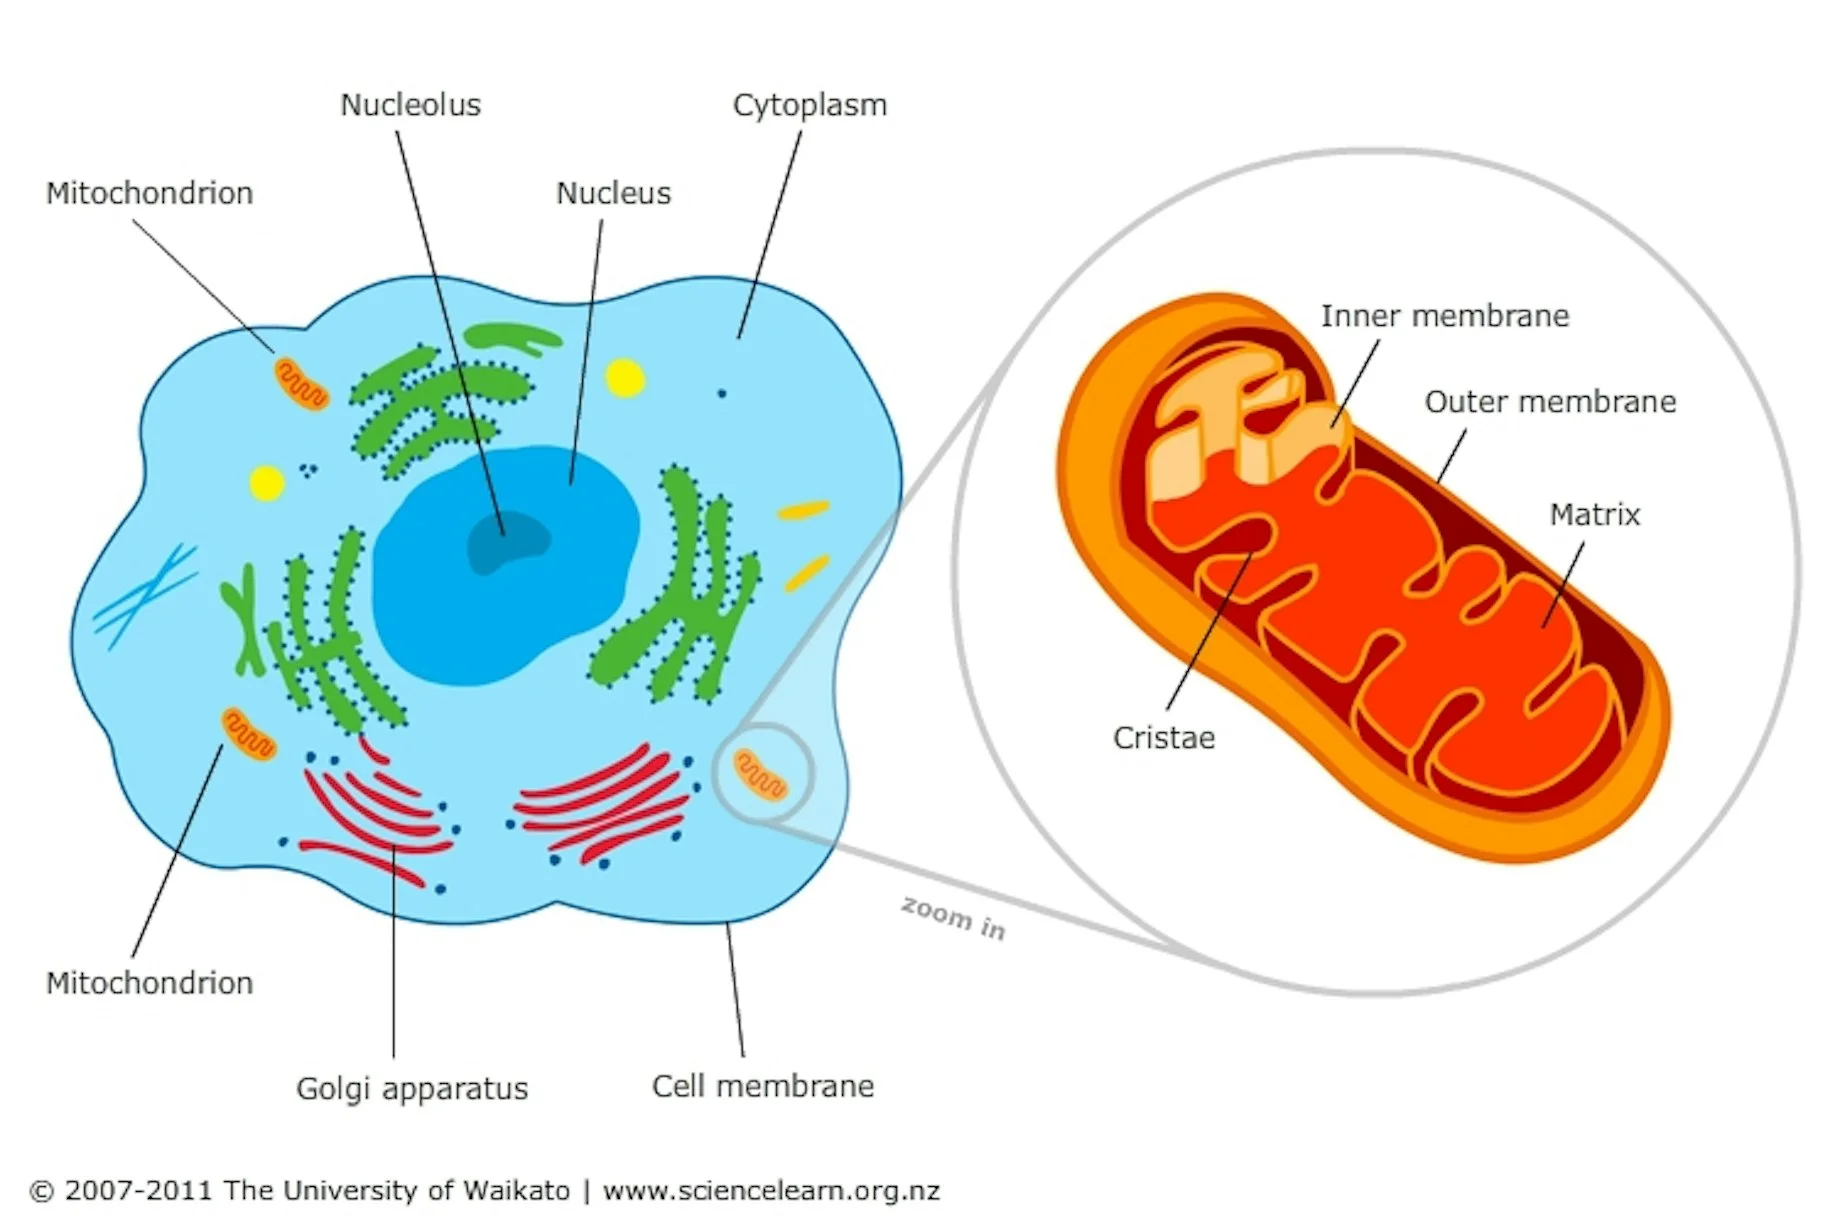 Nucleolus
Cytoplasm
Mitochondrion
Nucleus
Inner membrane
Outer membrane
Matrix
Cristae
zoom in
Mitochondrion
Golgi apparatus
Cell membrane
© 2007-2011 The University of Waikato | www.sciencelearn.org.nz